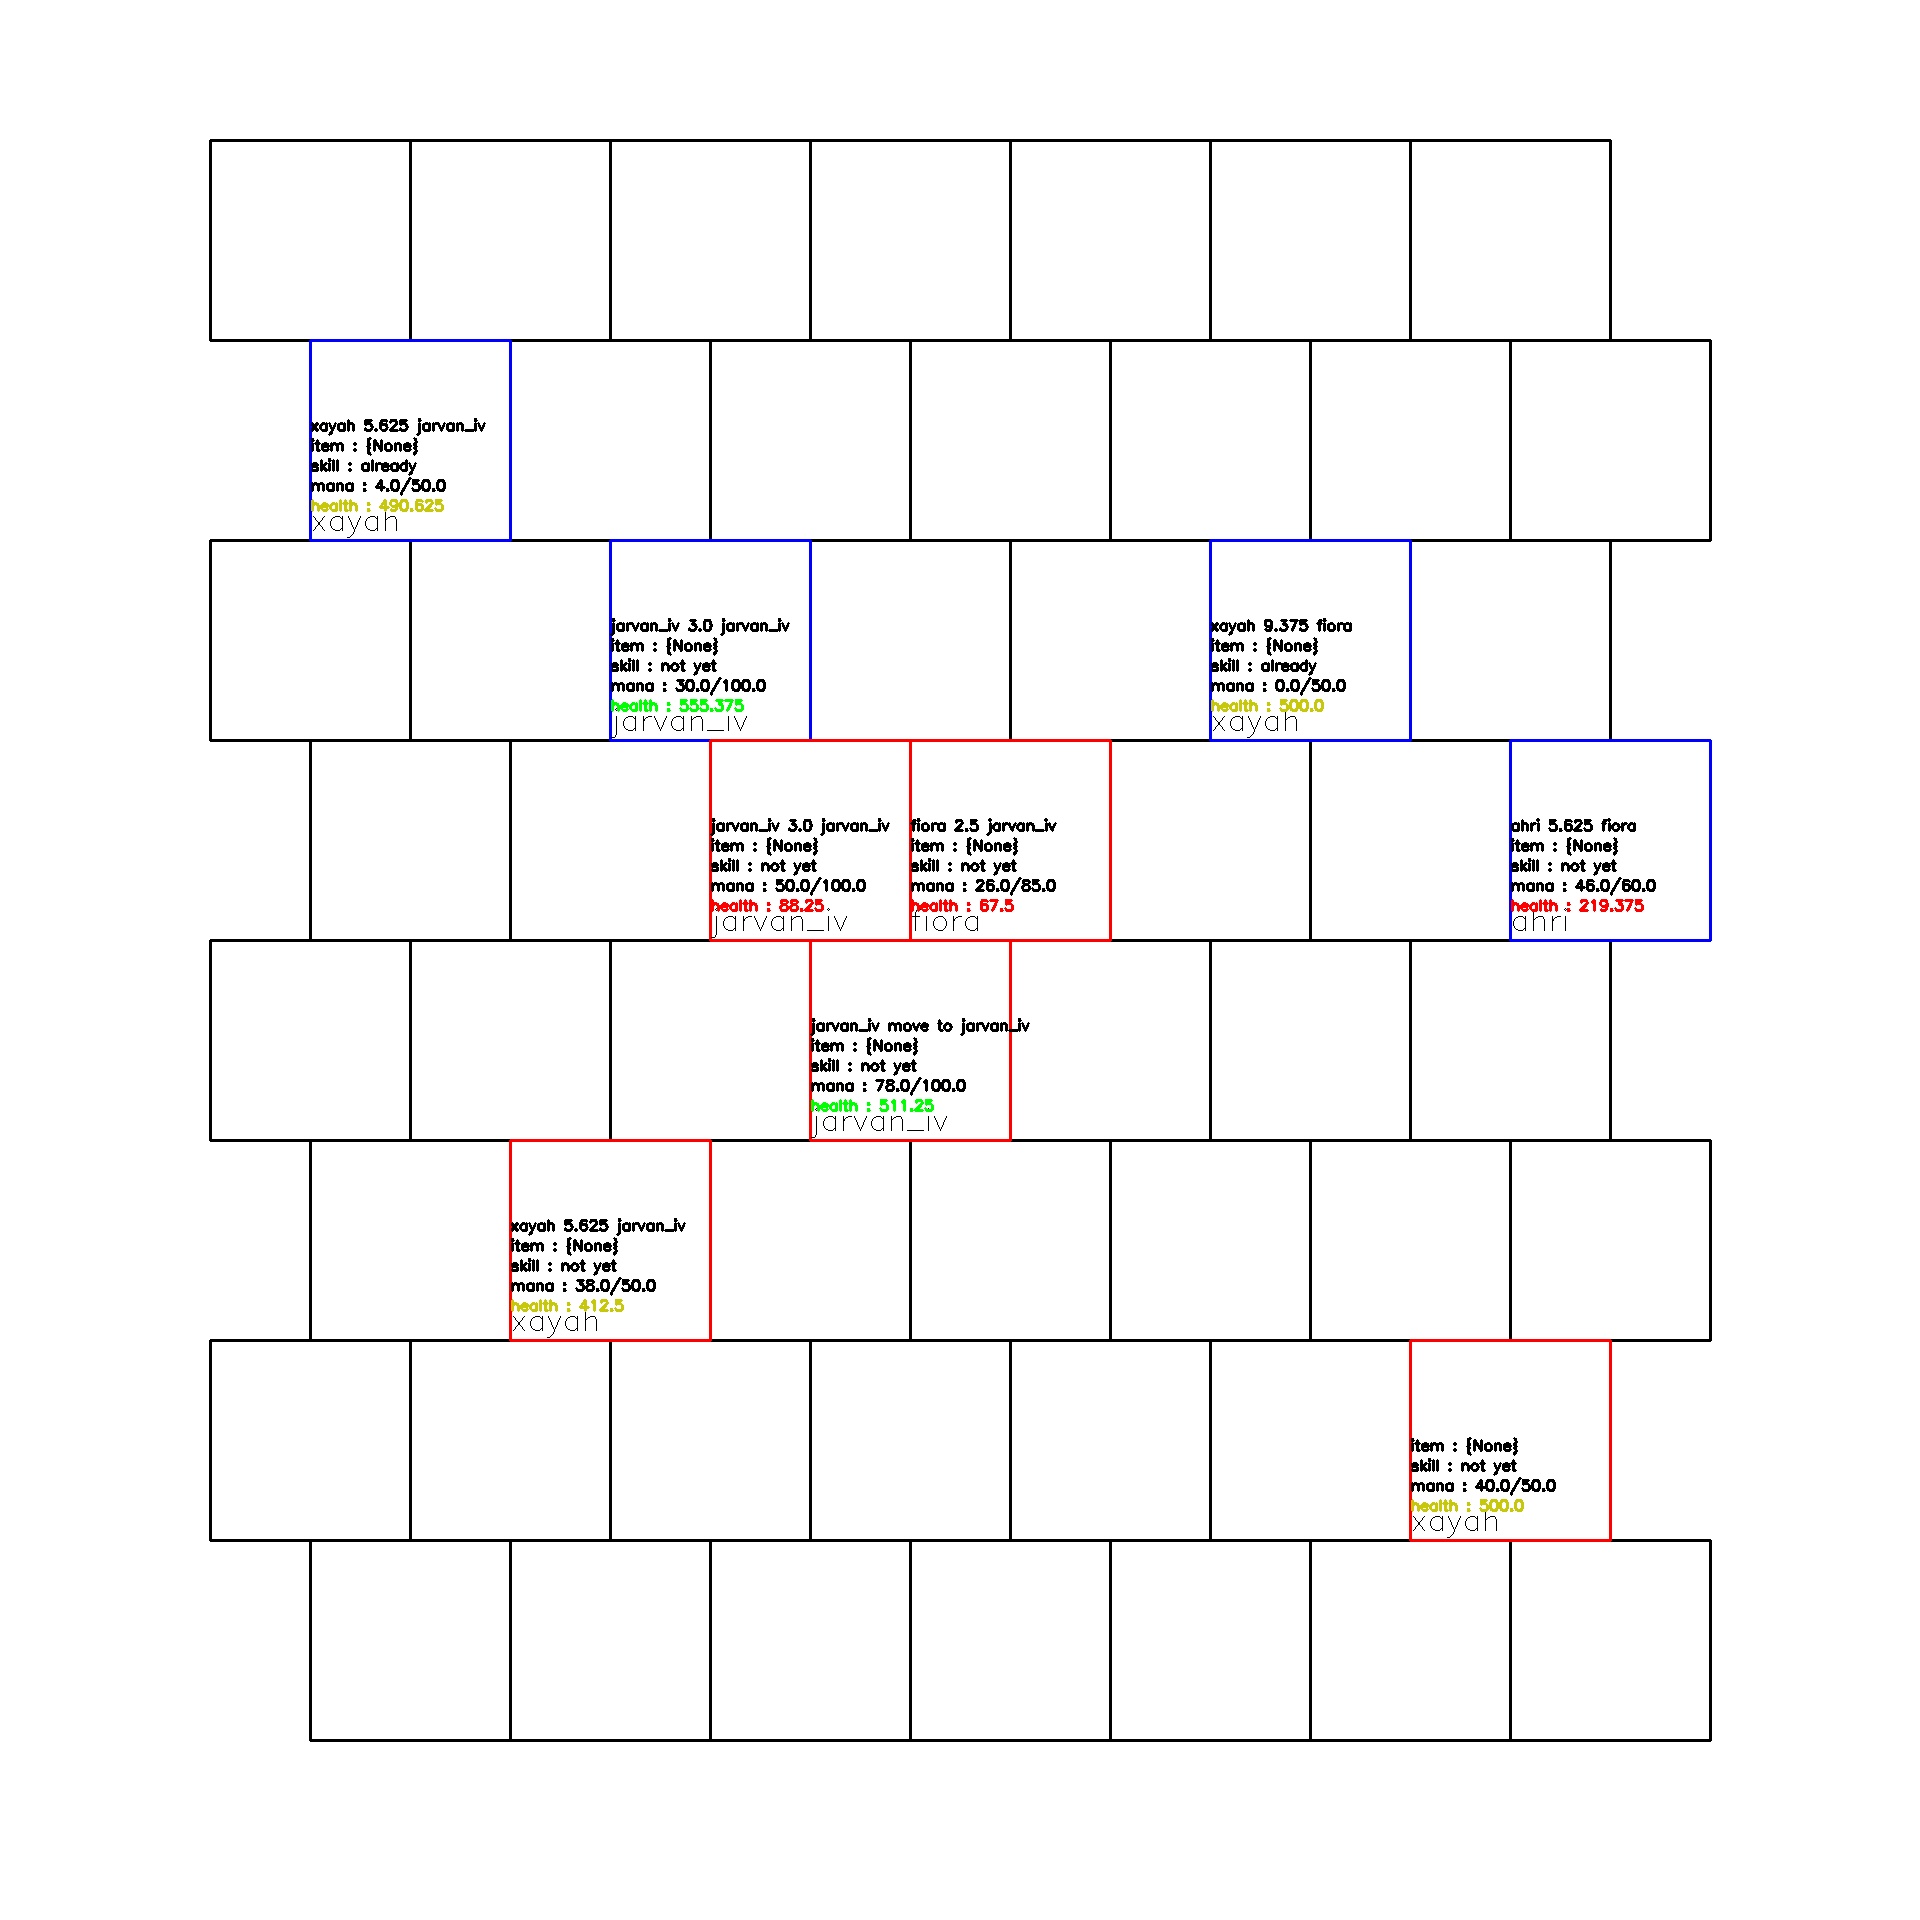 xayah 5.625 jarvan_iv
item : {None}
skill : already
mana : 4.0/50.0
health : 490.625
xayah
jarvan_iv 3.0 jarvan_iv
item : {None}
skill : not yet
mana : 30.0/100.0
health : 555.375
jarvan_iv
xayah 9.375 fiora
item : {None}
skill : already
mana : 0.0/50.0
health : 500.0
xayah
jarvan_iv 3.0 jarvan_iv
item : {None}
skill : not yet
mana : 50.0/100.0
health : 88.25
jarvan_iv
fiora 2.5 jarvan_iv
item : {None}
skill : not yet
mana : 26.0/85.0
health : 67.5
fiora
ahri 5.625 fiora
item : {None}
skill : not yet
mana : 46.0/60.0
health : 219.375
ahri
jarvan_iv move to jarvan_iv
item : {None}
skill : not yet
mana : 78.0/100.0
health : 511.25
jarvan_iv
xayah 5.625 jarvan_iv
item : {None}
skill : not yet
mana : 38.0/50.0
health : 412.5
xayah
item : {None}
skill : not yet
mana : 40.0/50.0
health : 500.0
xayah